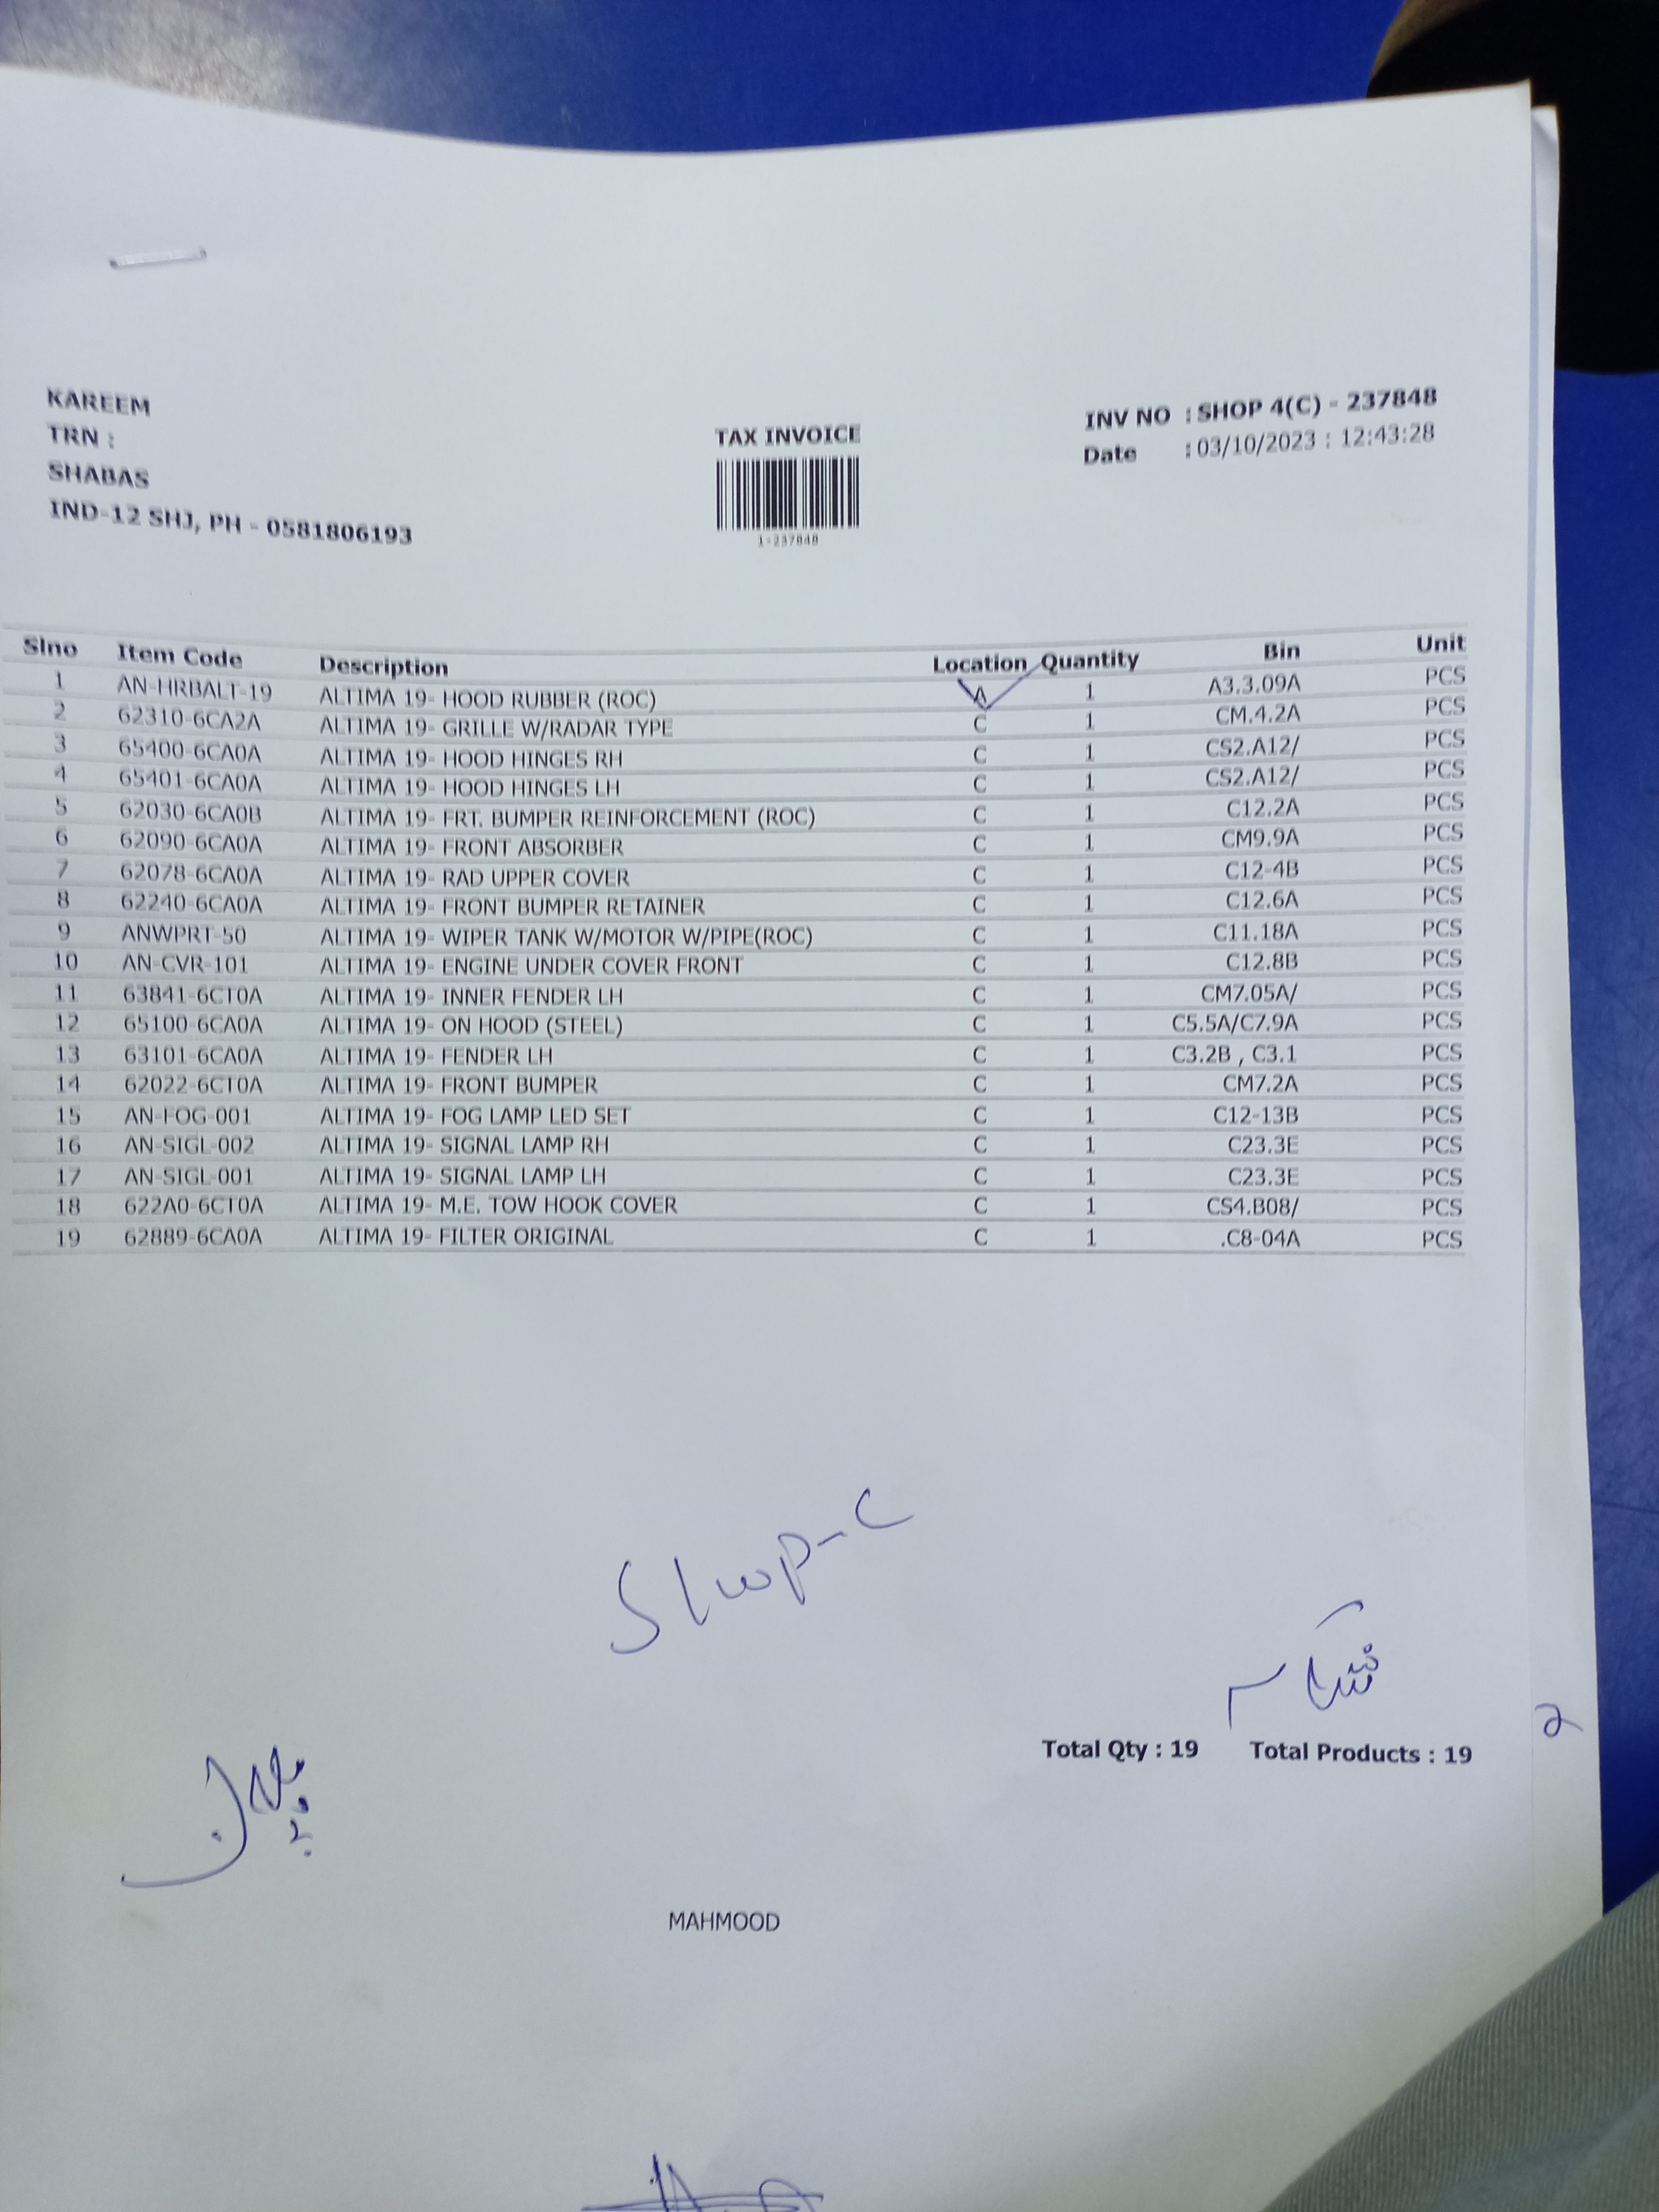 KAREEM
TRN :
SHABAS
IND-12 SHJ, PH - 0581806193
TAX INVOICE
1-237848
INV NO : SHOP 4(C) - 237848
Date : 03/10/2023 : 12:43:28
Slno Item Code Description Location Quantity Bin Unit
1 AN-HRBALT-19 ALTIMA 19- HOOD RUBBER (ROC) A 1 A3.3.09A PCS
2 62310-6CA2A ALTIMA 19- GRILLE W/RADAR TYPE C 1 CM.4.2A PCS
3 65400-6CA0A ALTIMA 19- HOOD HINGES RH C 1 CS2.A12/ PCS
4 65401-6CA0A ALTIMA 19- HOOD HINGES LH C 1 CS2.A12/ PCS
5 62030-6CA0B ALTIMA 19- FRT. BUMPER REINFORCEMENT (ROC) C 1 C12.2A PCS
6 62090-6CA0A ALTIMA 19- FRONT ABSORBER C 1 CM9.9A PCS
7 62078-6CA0A ALTIMA 19- RAD UPPER COVER C 1 C12-4B PCS
8 62240-6CA0A ALTIMA 19- FRONT BUMPER RETAINER C 1 C12.6A PCS
9 ANWPRT-50 ALTIMA 19- WIPER TANK W/MOTOR W/PIPE(ROC) C 1 C11.18A PCS
10 AN-CVR-101 ALTIMA 19- ENGINE UNDER COVER FRONT C 1 C12.8B PCS
11 63841-6CT0A ALTIMA 19- INNER FENDER LH C 1 CM7.05A/ PCS
12 65100-6CA0A ALTIMA 19- ON HOOD (STEEL) C 1 C5.5A/C7.9A PCS
13 63101-6CA0A ALTIMA 19- FENDER LH C 1 C3.2B , C3.1 PCS
14 62022-6CT0A ALTIMA 19- FRONT BUMPER C 1 CM7.2A PCS
15 AN-FOG-001 ALTIMA 19- FOG LAMP LED SET C 1 C12-13B PCS
16 AN-SIGL-002 ALTIMA 19- SIGNAL LAMP RH C 1 C23.3E PCS
17 AN-SIGL-001 ALTIMA 19- SIGNAL LAMP LH C 1 C23.3E PCS
18 622A0-6CT0A ALTIMA 19- M.E. TOW HOOK COVER C 1 CS4.B08/ PCS
19 62889-6CA0A ALTIMA 19- FILTER ORIGINAL C 1 .C8-04A PCS
Shop-C
Total Qty : 19 Total Products : 19
MAHMOOD